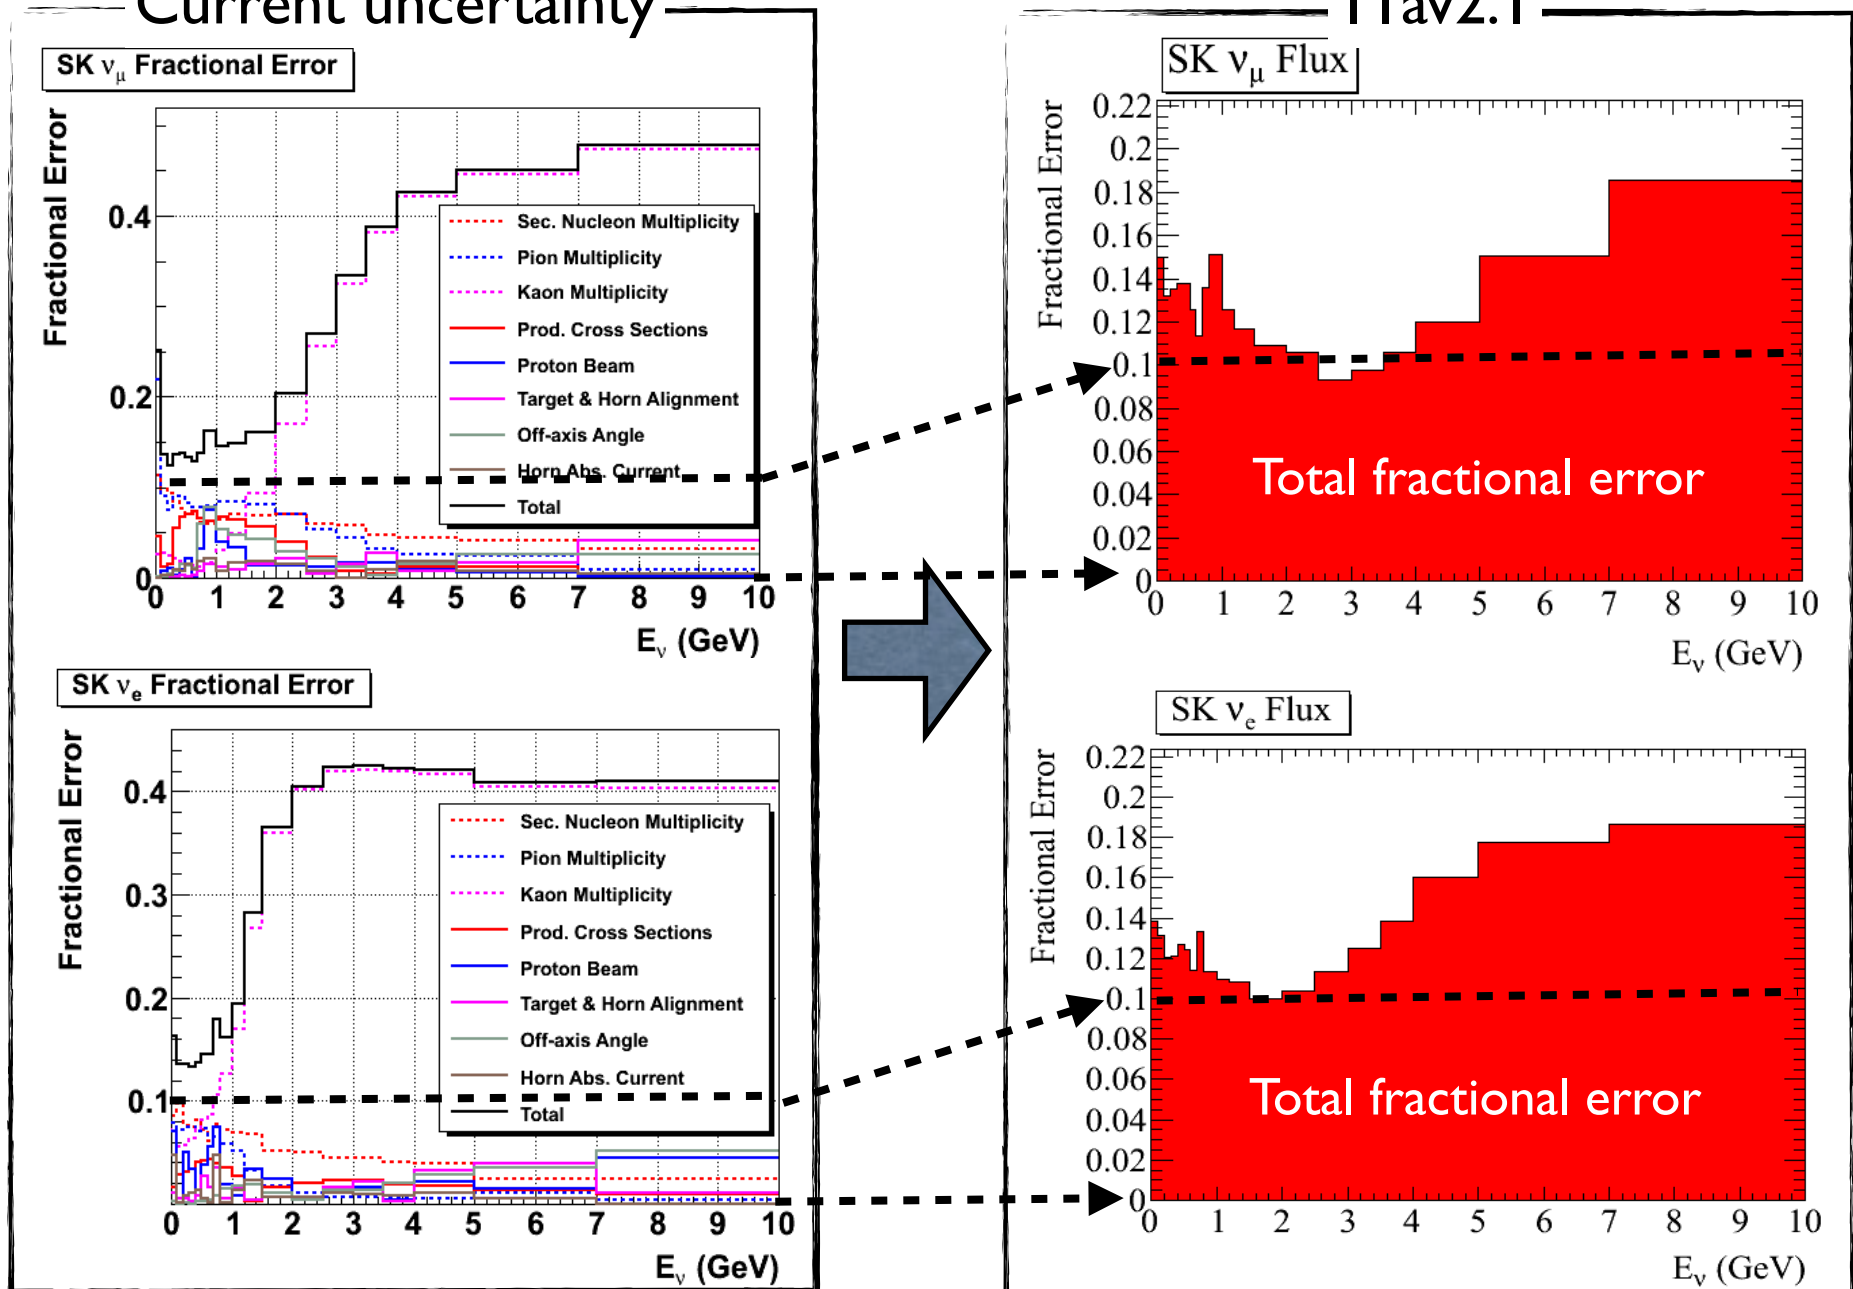 Current uncertainty
SK νμ Fractional Error
Fractional Error
0.4
0.2
0
Sec. Nucleon Multiplicity
Pion Multiplicity
Kaon Multiplicity
Prod. Cross Sections
Proton Beam
Target & Horn Alignment
Off-axis Angle
Horn Abs. Current
Total
0 1 2 3 4 5 6 7 8 9 10
Eν (GeV)
SK νe Fractional Error
Fractional Error
0.4
0.3
0.2
0.1
Sec. Nucleon Multiplicity
Pion Multiplicity
Kaon Multiplicity
Prod. Cross Sections
Proton Beam
Target & Horn Alignment
Off-axis Angle
Horn Abs. Current
Total
0 1 2 3 4 5 6 7 8 9 10
Eν (GeV)
SK νμ Flux
Fractional Error
0.22
0.2
0.18
0.16
0.14
0.12
0.1
0.08
0.06
0.04
0.02
0
Total fractional error
0 1 2 3 4 5 6 7 8 9 10
Eν (GeV)
SK νe Flux
Fractional Error
0.22
0.2
0.18
0.16
0.14
0.12
0.1
0.08
0.06
0.04
0.02
0
Total fractional error
0 1 2 3 4 5 6 7 8 9 10
Eν (GeV)